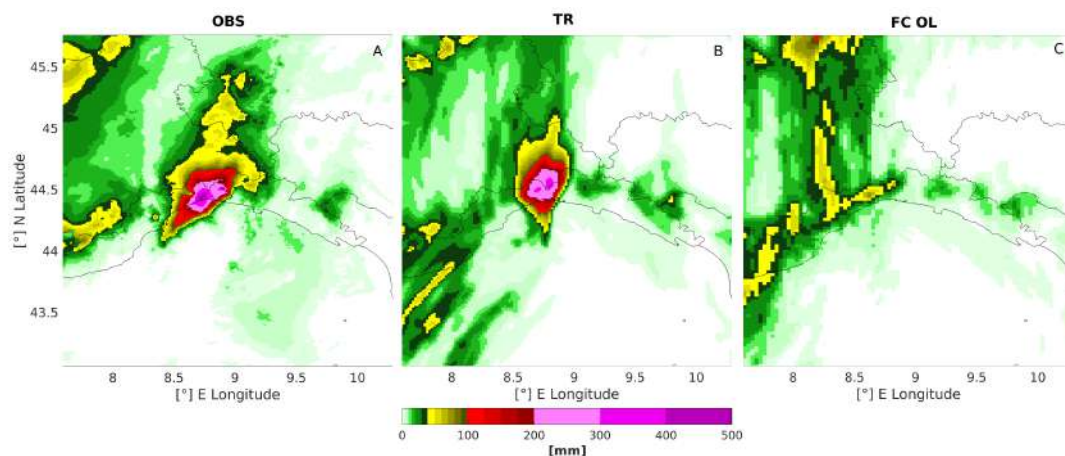 OBS
TR
FC OL
A
B
C
[°] N Latitude
45.5
45
44.5
44
43.5
8 8.5 9 9.5 10
8 8.5 9 9.5 10
8 8.5 9 9.5 10
[°] E Longitude
[°] E Longitude
[°] E Longitude
0 100 200 300 400 500
[mm]